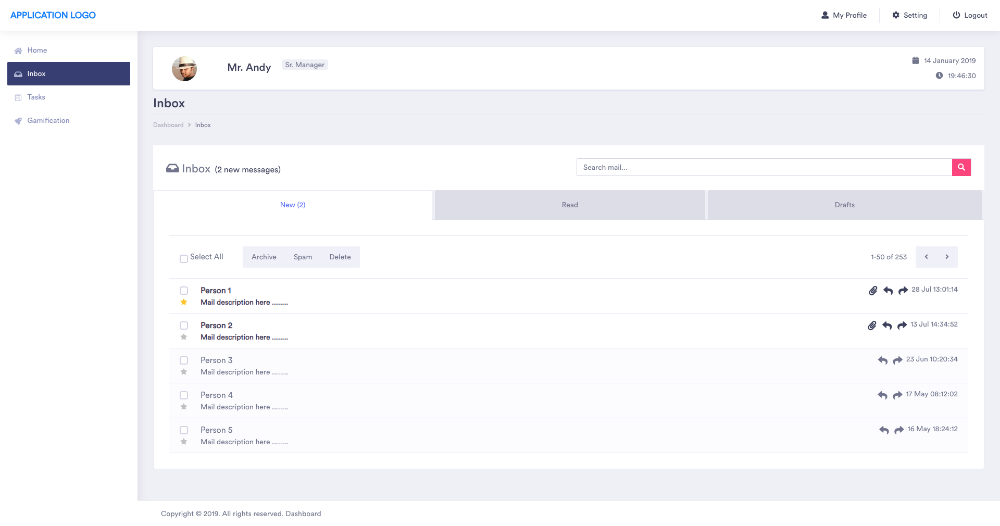 APPLICATION LOGO
My Profile
Setting
Logout
Home
Inbox
Tasks
Gamification
Mr. Andy
Sr. Manager
14 January 2019
19:46:30
Inbox
Dashboard
Inbox
Inbox (2 new messages)
Search mail...
New (2)
Read
Drafts
Select All
Archive
Spam
Delete
1-50 of 253
Person 1
28 Jul 13:01:14
Mail description here ........
Person 2
13 Jul 14:34:52
Mail description here ........
Person 3
23 Jun 10:20:34
Mail description here ........
Person 4
17 May 08:12:02
Mail description here ........
Person 5
16 May 18:24:12
Mail description here ........
Copyright © 2019. All rights reserved. Dashboard